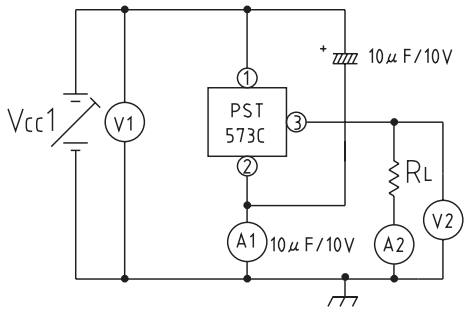 +
10μF/10V
1
Vcc1
V1
PST
573C
3
2
RL
A1
10μF/10V
A2
V2